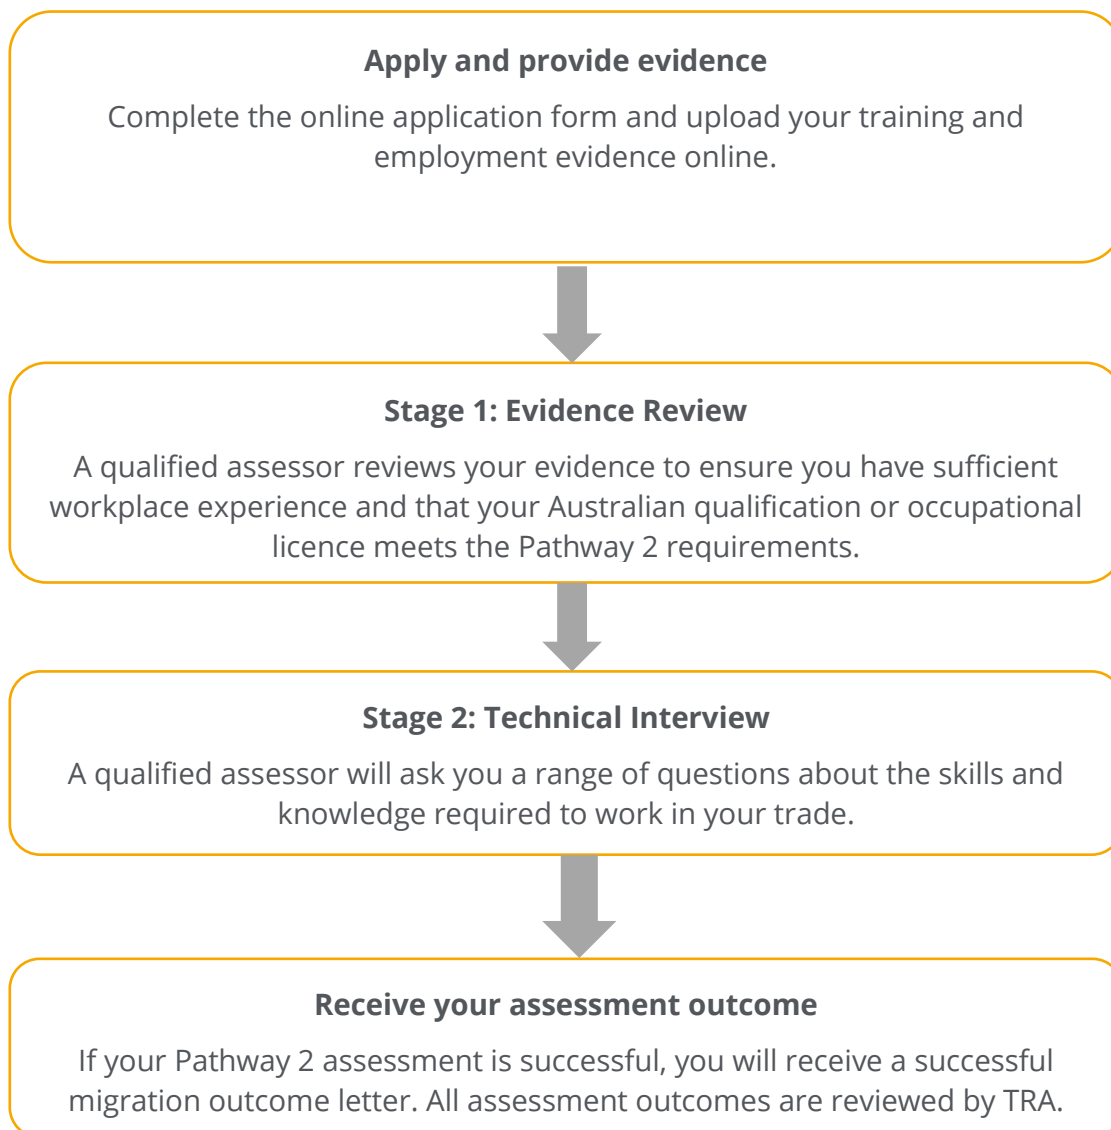 Apply and provide evidence
Complete the online application form and upload your training and
employment evidence online.
Stage 1: Evidence Review
A qualified assessor reviews your evidence to ensure you have sufficient
workplace experience and that your Australian qualification or occupational
licence meets the Pathway 2 requirements.
Stage 2: Technical Interview
A qualified assessor will ask you a range of questions about the skills and
knowledge required to work in your trade.
Receive your assessment outcome
If your Pathway 2 assessment is successful, you will receive a successful
migration outcome letter. All assessment outcomes are reviewed by TRA.